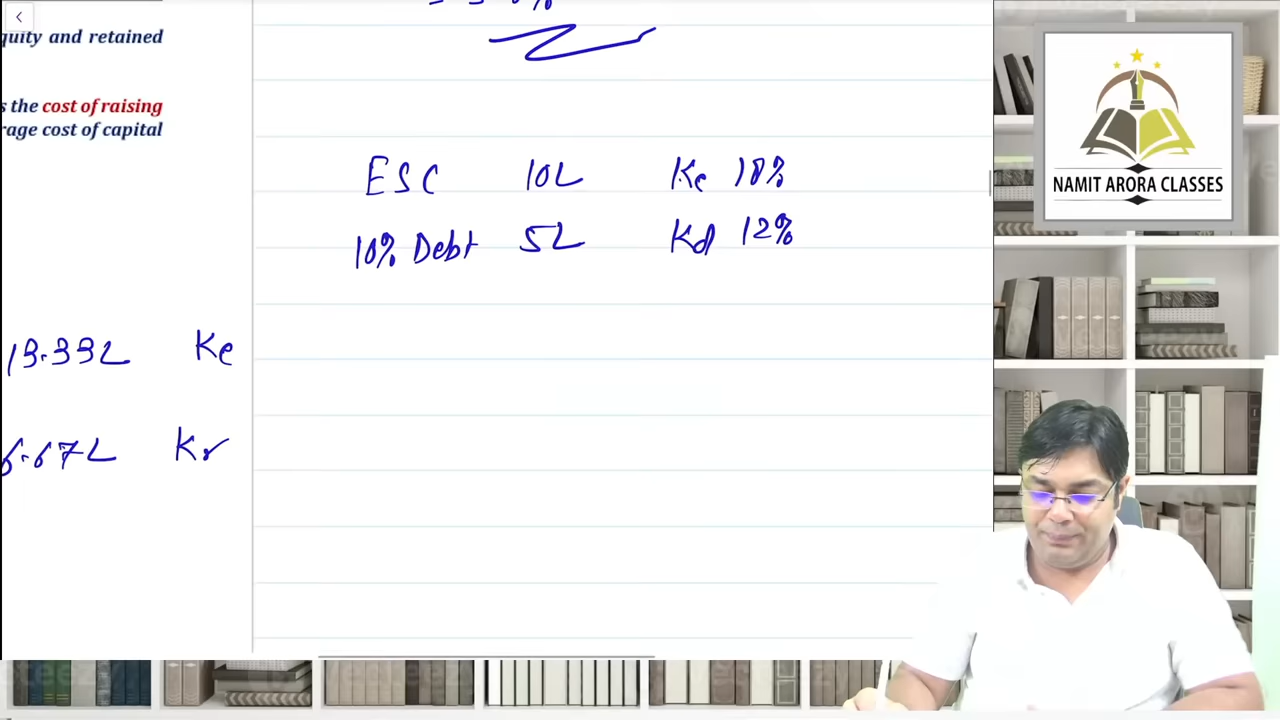 quity and retained
s the cost of raising
rage cost of capital
ESC 10L Ke 18%
10% Debt 5L Kd 12%
13.33L Ke
6.67L Kr
NAMIT ARORA CLASSES